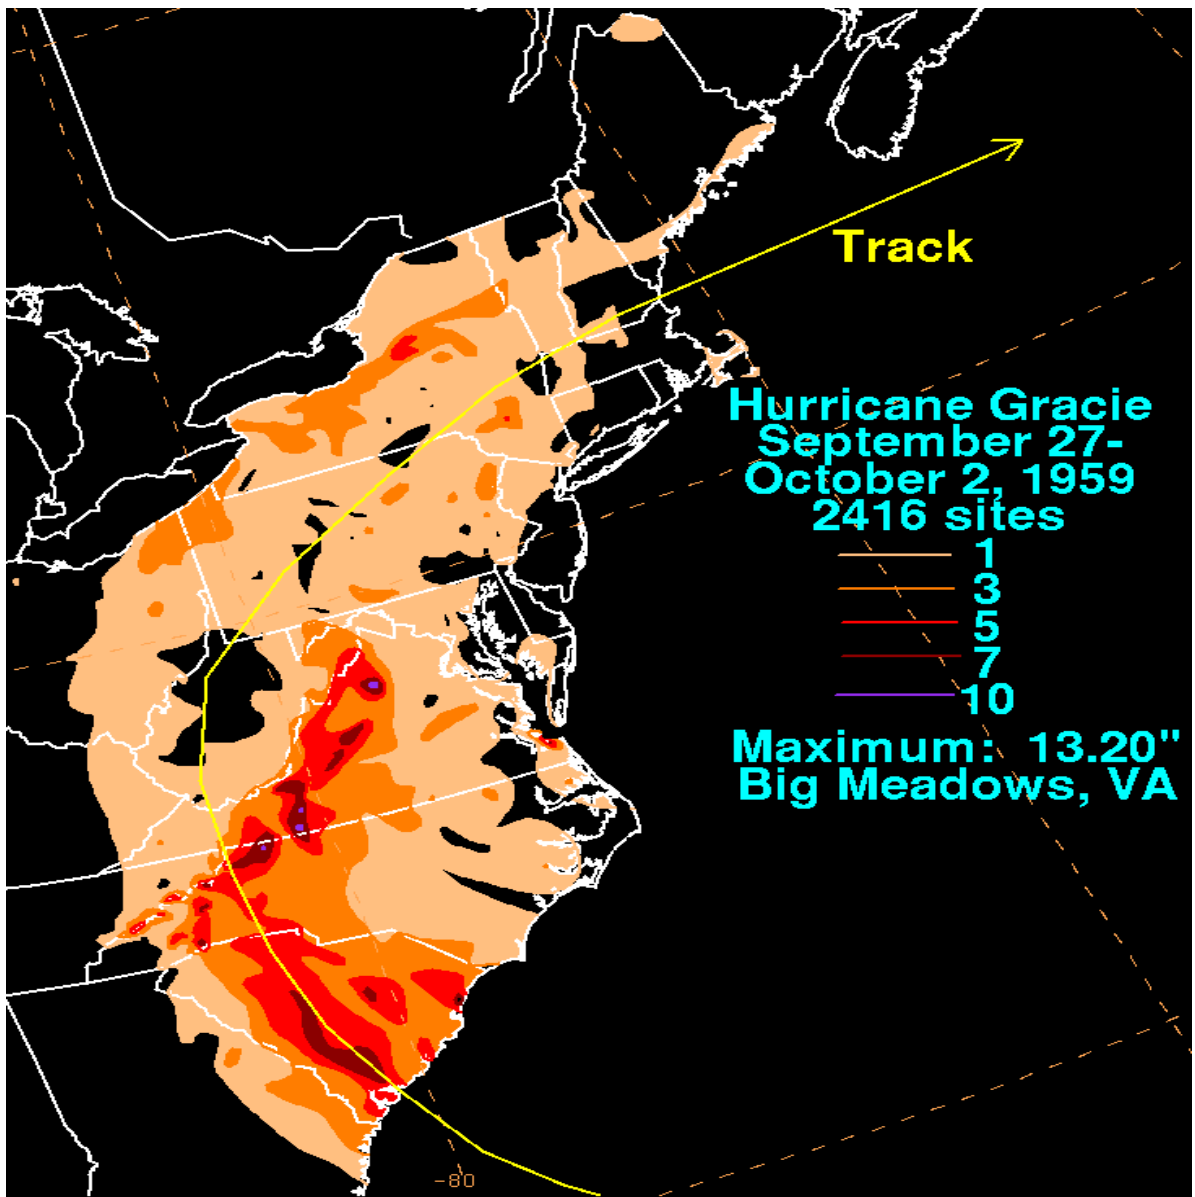 Track
Hurricane Gracie
September 27-
October 2, 1959
2416 sites
1
3
5
7
10
Maximum: 13.20"
Big Meadows, VA
-80